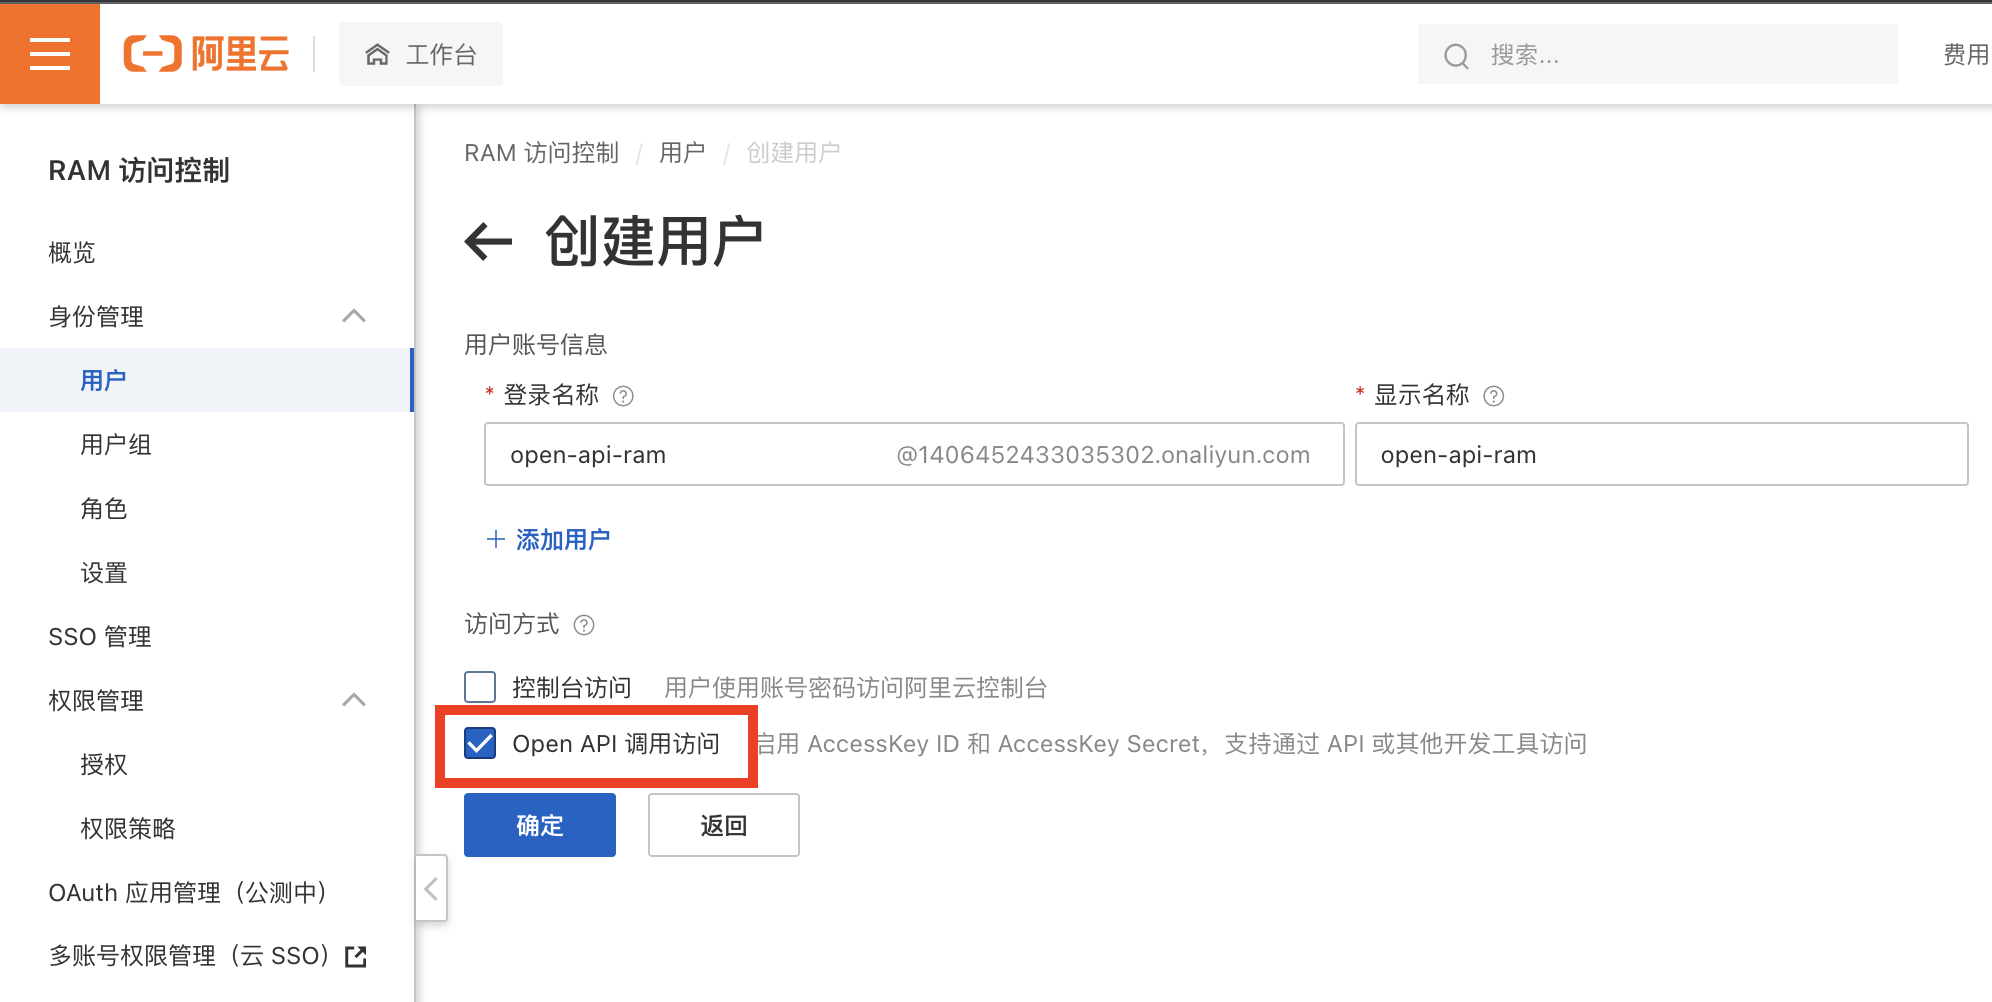 阿里云
工作台
搜索...
费用
RAM 访问控制
概览
身份管理
用户
用户组
角色
设置
SSO 管理
权限管理
授权
权限策略
OAuth 应用管理（公测中）
多账号权限管理（云 SSO）
RAM 访问控制 / 用户 / 创建用户
创建用户
用户账号信息
* 登录名称
* 显示名称
open-api-ram @1406452433035302.onaliyun.com
open-api-ram
+ 添加用户
访问方式
控制台访问 用户使用账号密码访问阿里云控制台
Open API 调用访问 启用 AccessKey ID 和 AccessKey Secret，支持通过 API 或其他开发工具访问
确定
返回